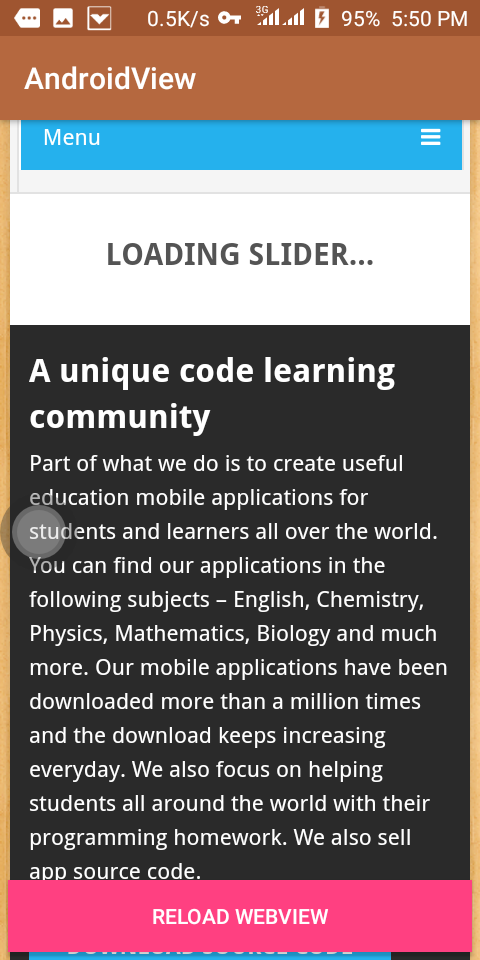 0.5K/s 3G 95% 5:50 PM
AndroidView
Menu
LOADING SLIDER...
A unique code learning
community
Part of what we do is to create useful
education mobile applications for
students and learners all over the world.
You can find our applications in the
following subjects – English, Chemistry,
Physics, Mathematics, Biology and much
more. Our mobile applications have been
downloaded more than a million times
and the download keeps increasing
everyday. We also focus on helping
students all around the world with their
programming homework. We also sell
app source code.
RELOAD WEBVIEW
DOWNLOAD SOURCE CODE